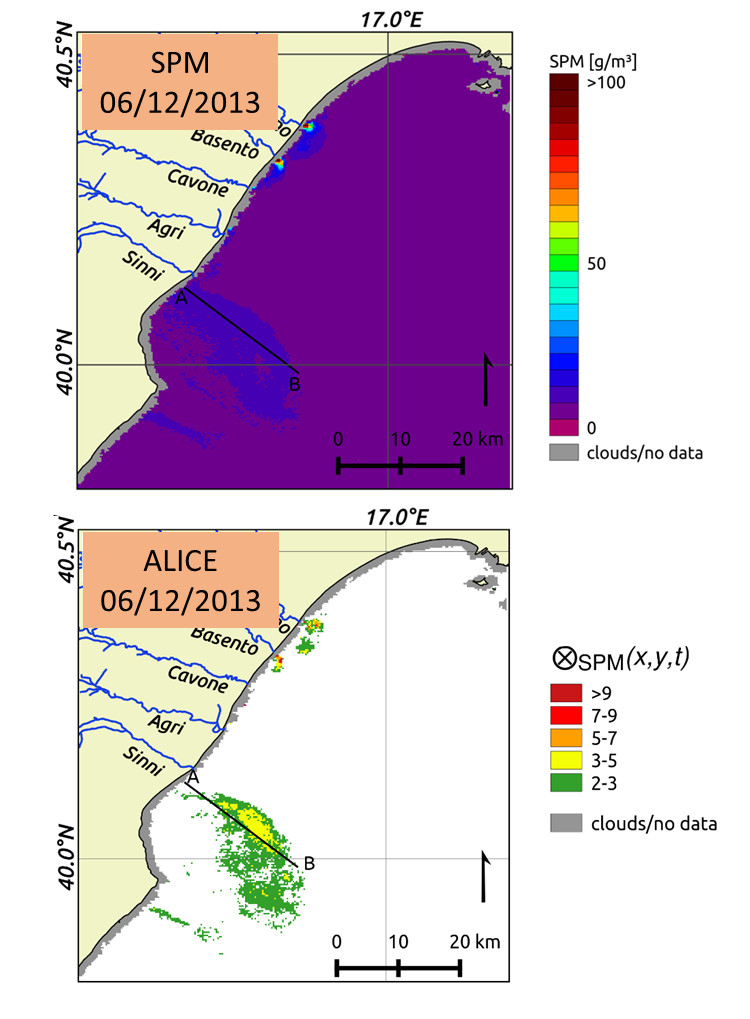 17.0°E
40.5°N
SPM
06/12/2013
no
Basento
Cavone
Agri
Sinni
A
B
40.0°N
0 10 20 km
SPM [g/m³]
>100
50
0
clouds/no data
17.0°E
40.5°N
ALICE
06/12/2013
no
Basento
Cavone
Agri
Sinni
A
B
40.0°N
0 10 20 km
⊗SPM(x,y,t)
>9
7-9
5-7
3-5
2-3
clouds/no data